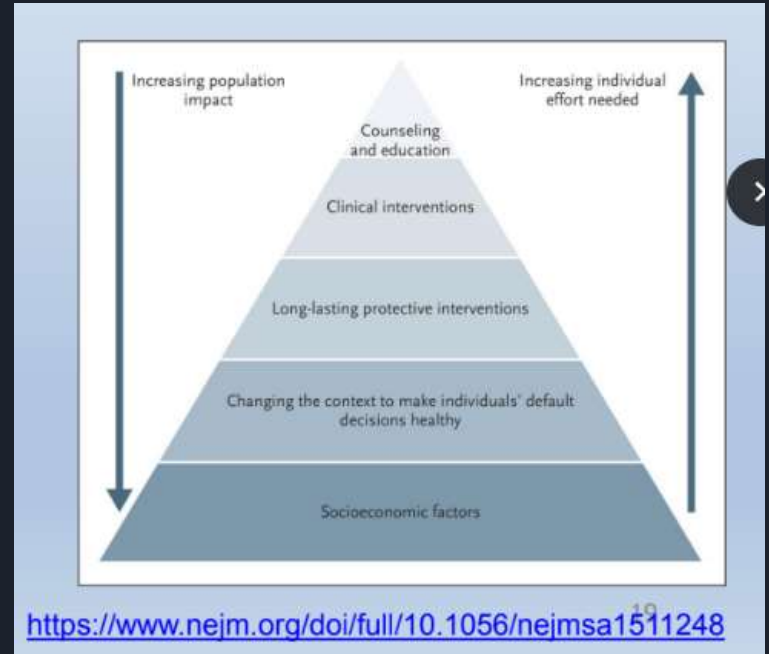 Increasing population
impact
Increasing individual
effort needed
Counseling
and education
Clinical interventions
Long-lasting protective interventions
Changing the context to make individuals' default
decisions healthy
Socioeconomic factors
19
https://www.nejm.org/doi/full/10.1056/nejmsa1511248